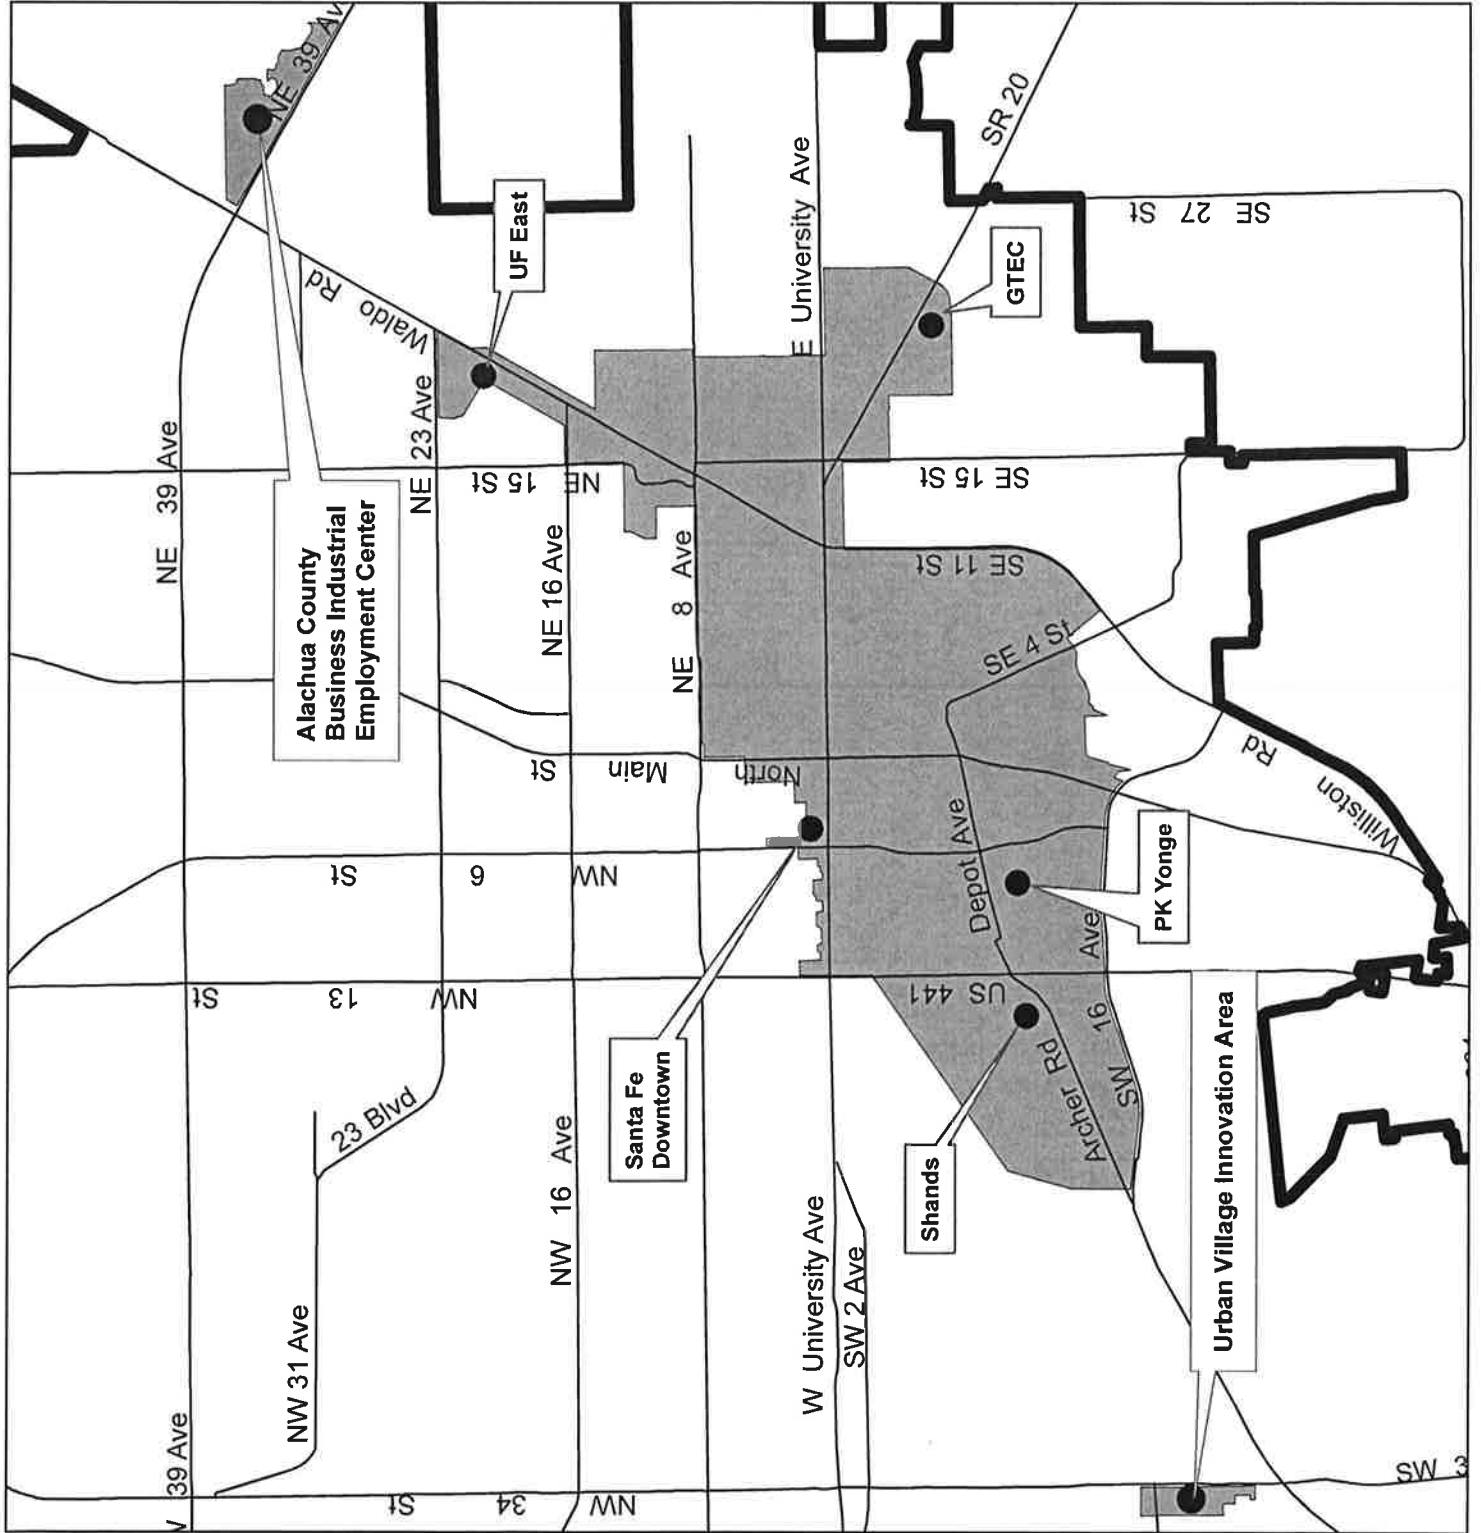 39 Ave
NE 39 Ave
NW 31 Ave
NW 34 St
NW 13 St
NW 6 St
NE 39 Av
23 Blvd
Alachua County
Business Industrial
Employment Center
Waldo Rd
NE 23 Ave
UF East
NE 15 St
NW 16 Ave
NE 16 Ave
North Main St
Santa Fe
Downtown
NE 8 Ave
W University Ave
E University Ave
SW 2 Ave
US 441
Shands
Depot Ave
SE 4 St
SE 11 St
SE 15 St
GTEC
SR 20
Archer Rd
SW 16 Ave
PK Yonge
SE 27 St
Urban Village Innovation Area
Williston Rd
SW 3